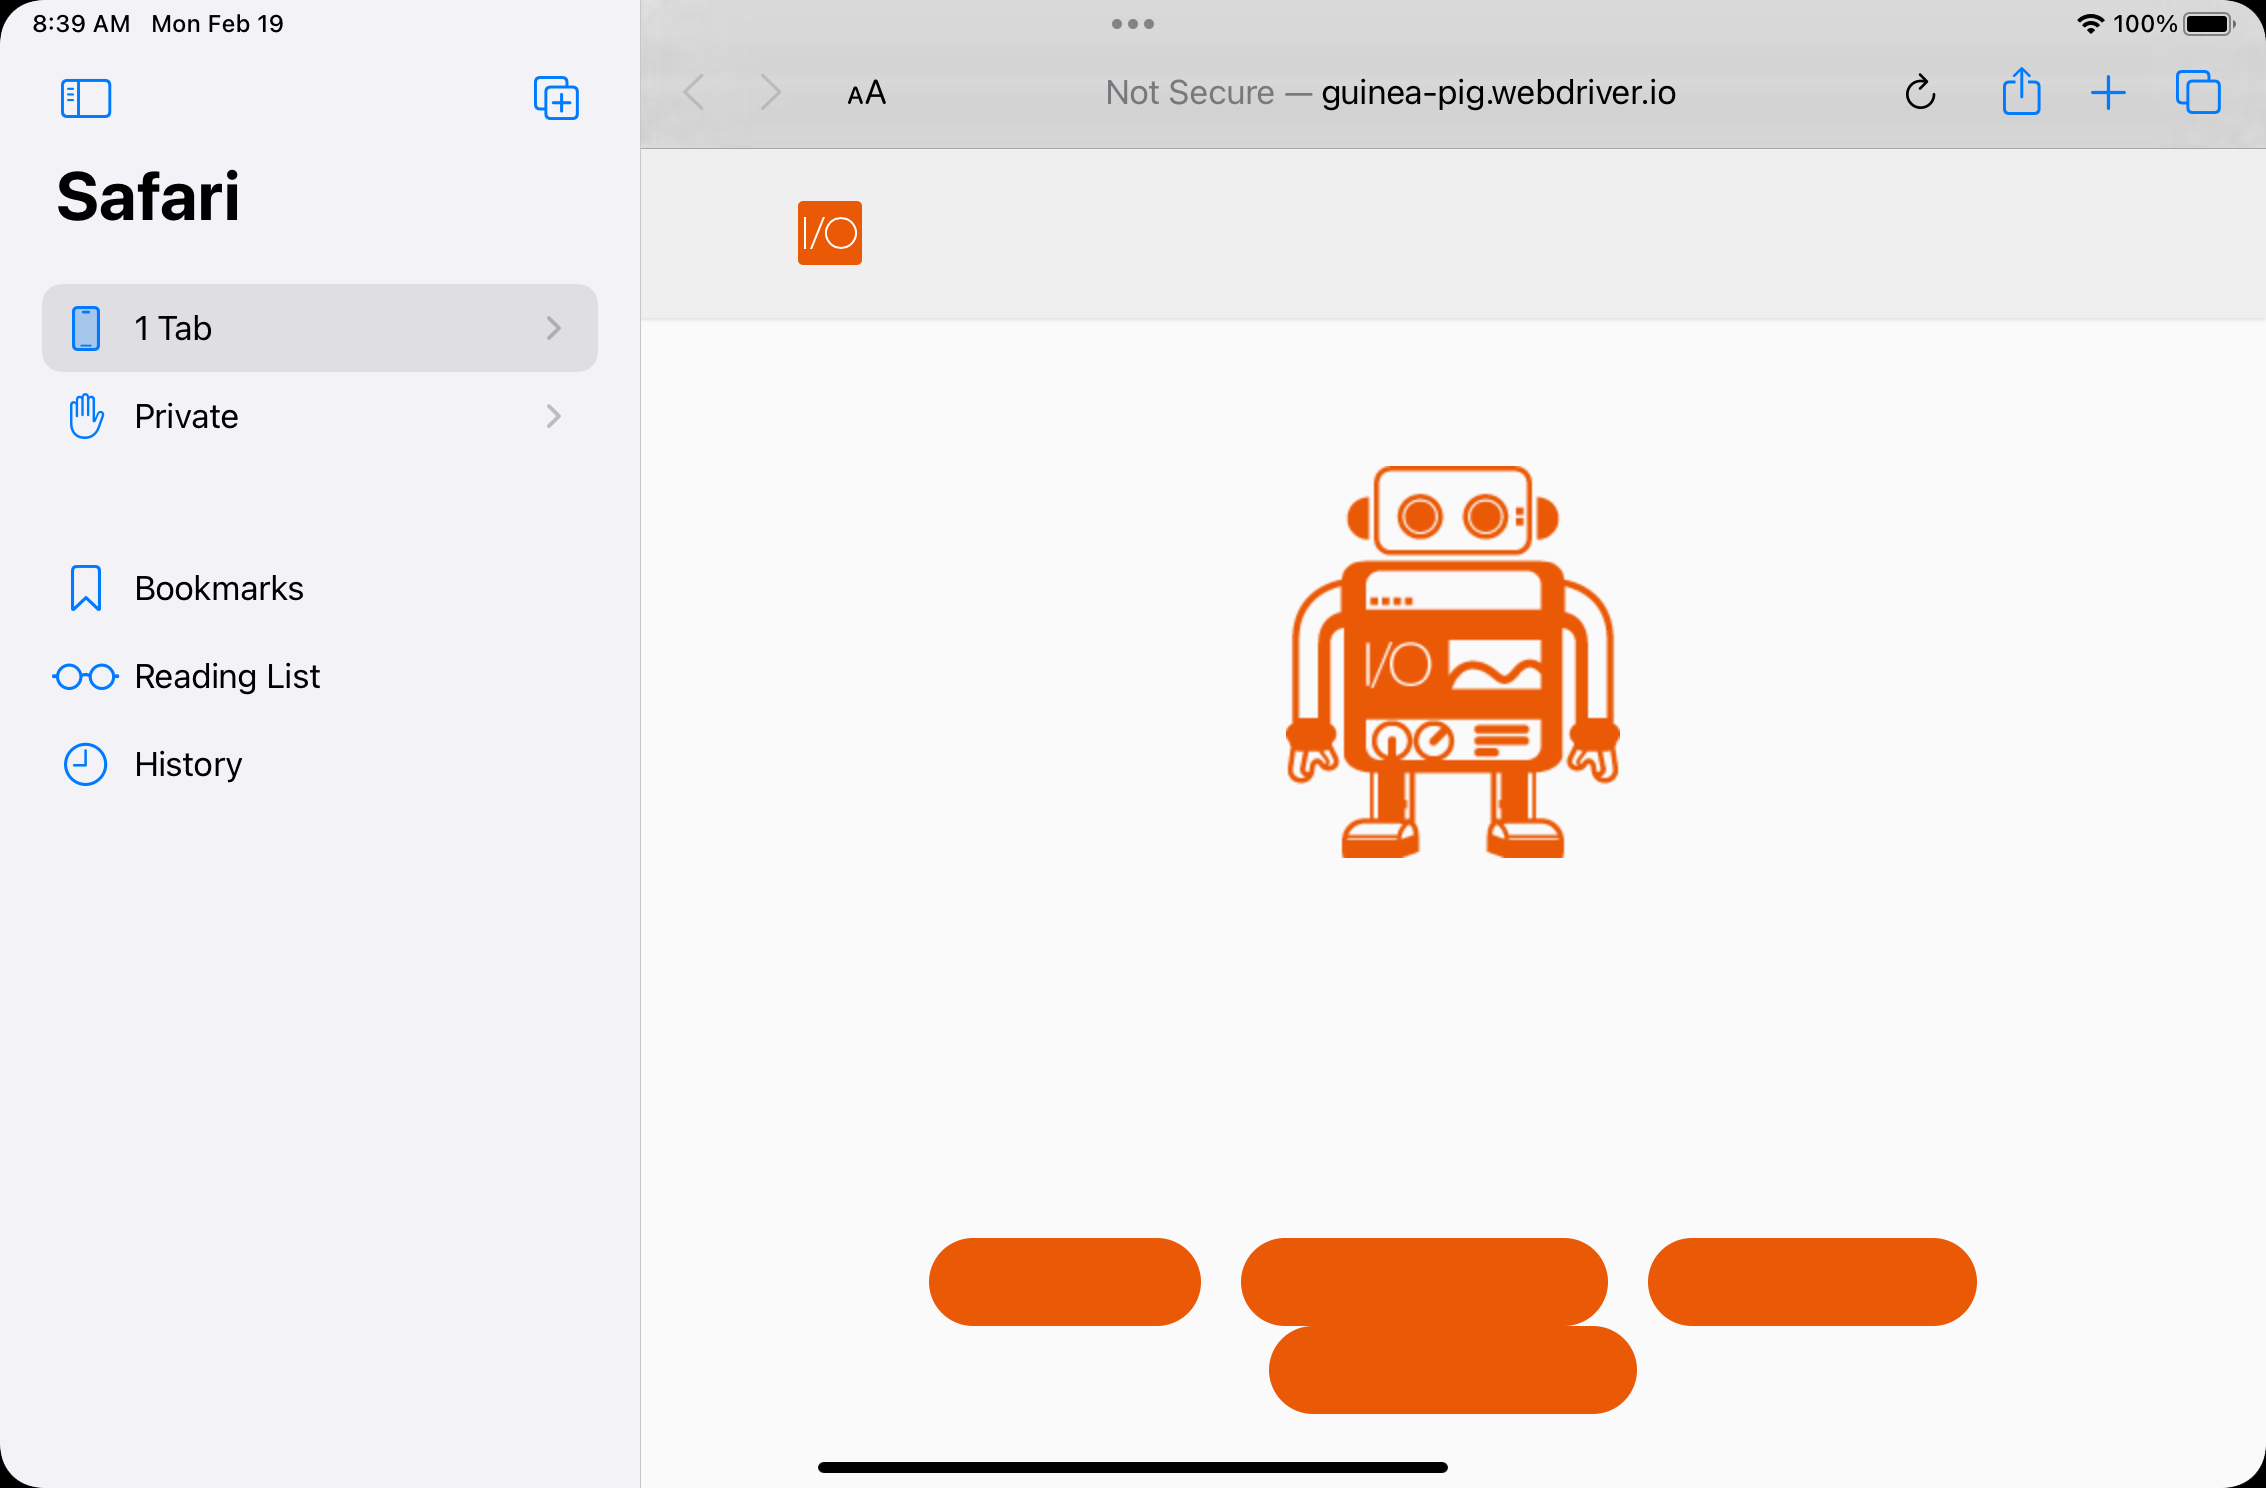 8:39 AM Mon Feb 19
100%
AA
Not Secure — guinea-pig.webdriver.io
Safari
1 Tab
Private
Bookmarks
Reading List
History
I/O
I/O